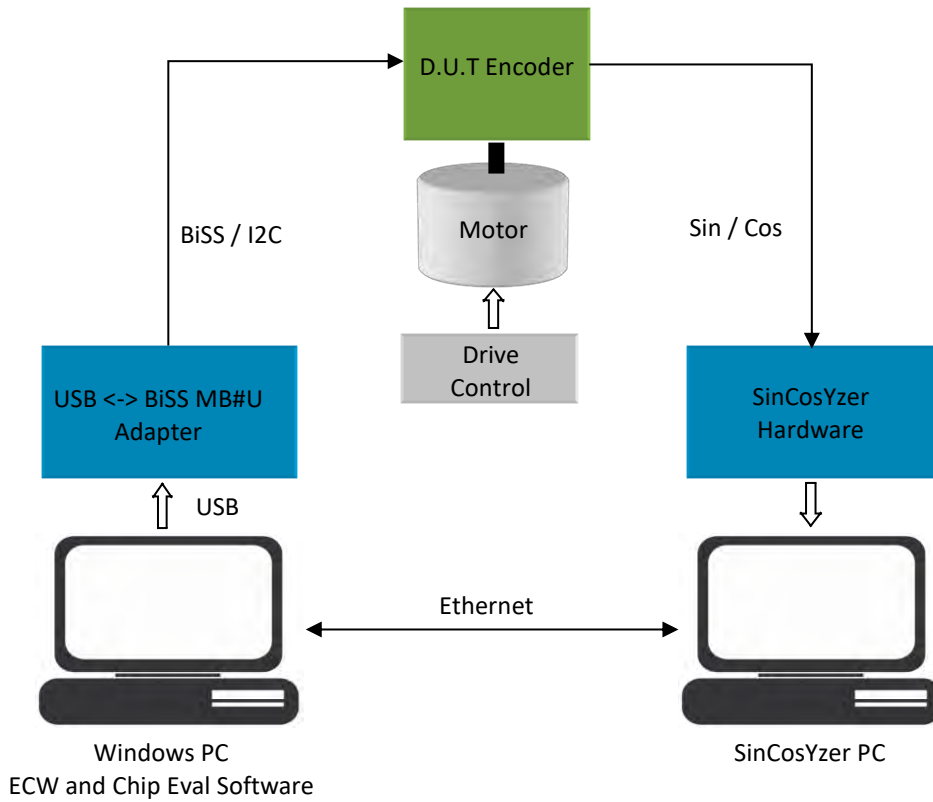 D.U.T Encoder
Motor
BiSS / I2C
Sin / Cos
Drive
Control
USB <-> BiSS MB#U
Adapter
SinCosYzer
Hardware
USB
Ethernet
Windows PC
ECW and Chip Eval Software
SinCosYzer PC